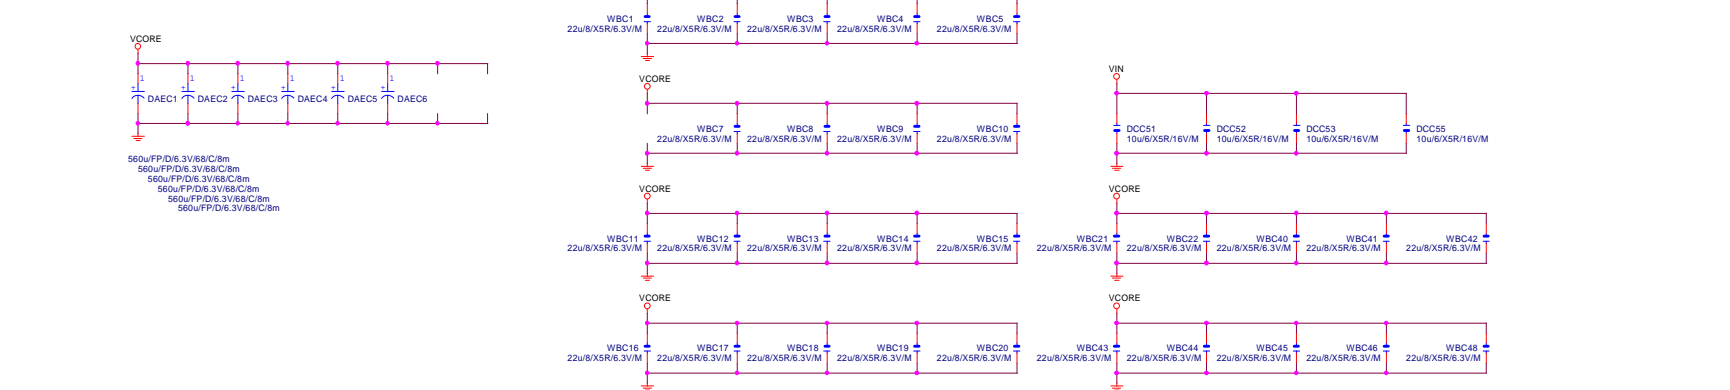 WBC1 WBC2 WBC3 WBC4 WBC5
22u/8/X5R/6.3V/M 22u/8/X5R/6.3V/M 22u/8/X5R/6.3V/M 22u/8/X5R/6.3V/M 22u/8/X5R/6.3V/M
VCORE
1 1 1 1 1 1
+ + + + + +
DAEC1 DAEC2 DAEC3 DAEC4 DAEC5 DAEC6
560u/FP/D/6.3V/68/C/8m
560u/FP/D/6.3V/68/C/8m
560u/FP/D/6.3V/68/C/8m
560u/FP/D/6.3V/68/C/8m
560u/FP/D/6.3V/68/C/8m
560u/FP/D/6.3V/68/C/8m
VCORE
WBC7 WBC8 WBC9 WBC10
22u/8/X5R/6.3V/M 22u/8/X5R/6.3V/M 22u/8/X5R/6.3V/M 22u/8/X5R/6.3V/M
VIN
DCC51 DCC52 DCC53 DCC55
10u/6/X5R/16V/M 10u/6/X5R/16V/M 10u/6/X5R/16V/M 10u/6/X5R/16V/M
VCORE
WBC11 WBC12 WBC13 WBC14 WBC15
22u/8/X5R/6.3V/M 22u/8/X5R/6.3V/M 22u/8/X5R/6.3V/M 22u/8/X5R/6.3V/M 22u/8/X5R/6.3V/M
VCORE
WBC21 WBC22 WBC40 WBC41 WBC42
22u/8/X5R/6.3V/M 22u/8/X5R/6.3V/M 22u/8/X5R/6.3V/M 22u/8/X5R/6.3V/M 22u/8/X5R/6.3V/M
VCORE
WBC16 WBC17 WBC18 WBC19 WBC20
22u/8/X5R/6.3V/M 22u/8/X5R/6.3V/M 22u/8/X5R/6.3V/M 22u/8/X5R/6.3V/M 22u/8/X5R/6.3V/M
VCORE
WBC43 WBC44 WBC45 WBC46 WBC48
22u/8/X5R/6.3V/M 22u/8/X5R/6.3V/M 22u/8/X5R/6.3V/M 22u/8/X5R/6.3V/M 22u/8/X5R/6.3V/M